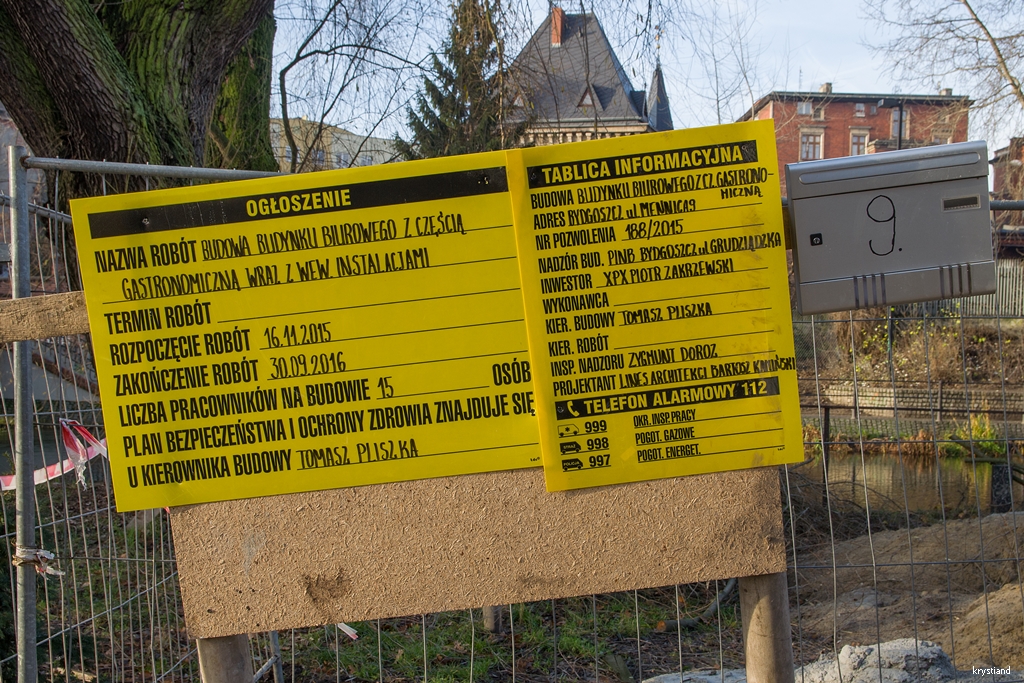 OGŁOSZENIE
NAZWA ROBÓT BUDOWA BUDYNKU BIUROWEGO Z CZĘŚCIĄ
GASTRONOMICZNĄ WRAZ Z WEW. INSTALACJAMI
TERMIN ROBÓT
ROZPOCZĘCIE ROBÓT 16.11.2015
ZAKOŃCZENIE ROBÓT 30.09.2016
LICZBA PRACOWNIKÓW NA BUDOWIE 15 OSÓB
PLAN BEZPIECZEŃSTWA I OCHRONY ZDROWIA ZNAJDUJE SIĘ
U KIEROWNIKA BUDOWY TOMASZ PLISZKA
TABLICA INFORMACYJNA
BUDOWA BUDYNKU BIUROWEGO Z CZ. GASTRONO-
HICZNĄ
ADRES BYDGOSZCZ ul MENNICA 9
NR POZWOLENIA 188/2015
NADZÓR BUD. PINB BYDGOSZCZ ul. GRUDZIĄDZKA
INWESTOR XPX PIOTR ZAKRZEWSKI
WYKONAWCA
KIER. BUDOWY TOMASZ PLISZKA
KIER. ROBÓT
INSP. NADZORU ZYGMUNT DOROZ
PROJEKTANT LINES ARCHITEKCI BARTOSZ
TELEFON ALARMOWY 112
999 OKR. INSP. PRACY
998 POGOT. GAZOWE
997 POGOT. ENERGET.
9.
krystiand